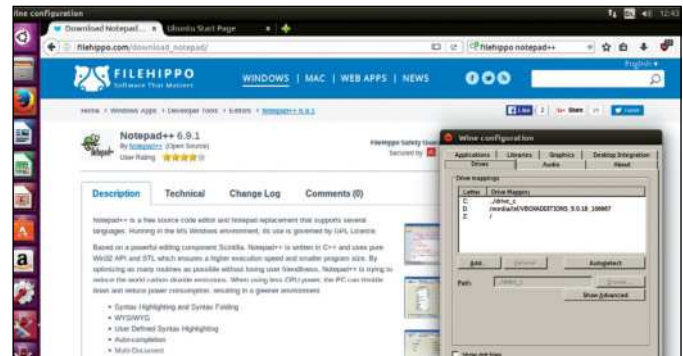 Wine configuration
12:43
Download Notepad... ×
Ubuntu Start Page ×
filehippo.com/download_notepad/
filehippo notepad++
English
FILEHIPPO
Software That Matters
WINDOWS | MAC | WEB APPS | NEWS
Home > Windows Apps > Developer Tools > Editors > Notepad++ 6.9.1
Notepad++ 6.9.1
By Notepad++ (Open Source)
User Rating
FileHippo Safety
Secured by
Description Technical Change Log Comments (0)
Notepad++ is a free source code editor and Notepad replacement that supports several
languages. Running in the MS Windows environment, its use is governed by GPL Licence.
Based on a powerful editing component Scintilla, Notepad++ is written in C++ and uses pure
Win32 API and STL which ensures a higher execution speed and smaller program size. By
optimizing as many routines as possible without losing user friendliness, Notepad++ is trying to
reduce the world carbon dioxide emissions. When using less CPU power, the PC can throttle
down and reduce power consumption, resulting in a greener environment.
• Syntax Highlighting and Syntax Folding
• WYSIWYG
• User Defined Syntax Highlighting
• Auto-completion
• Multi-Document
Wine configuration
Applications Libraries Graphics Desktop Integration
Drives Audio About
Drive mappings
Letter Drive Mapping
C: ../drive_c
D:
Z: /
Add... Remove Autodetect
Path: ../drive_c Browse...
Show Advanced
Show dot files